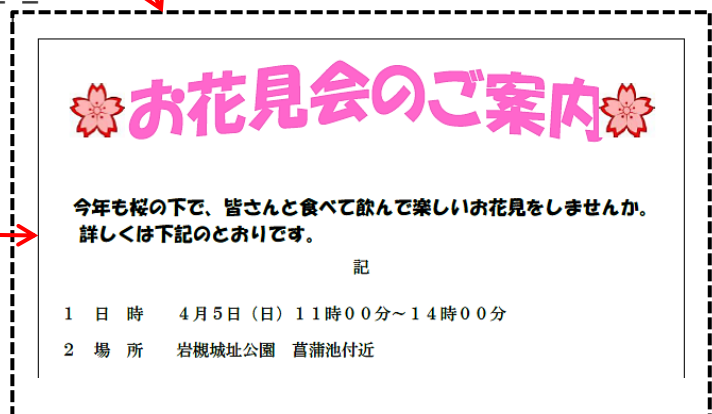 お花見会のご案内
今年も桜の下で、皆さんと食べて飲んで楽しいお花見をしませんか。
詳しくは下記のとおりです。
記
１　日　時　　４月５日（日）１１時００分～１４時００分
２　場　所　　岩槻城址公園　菖蒲池付近